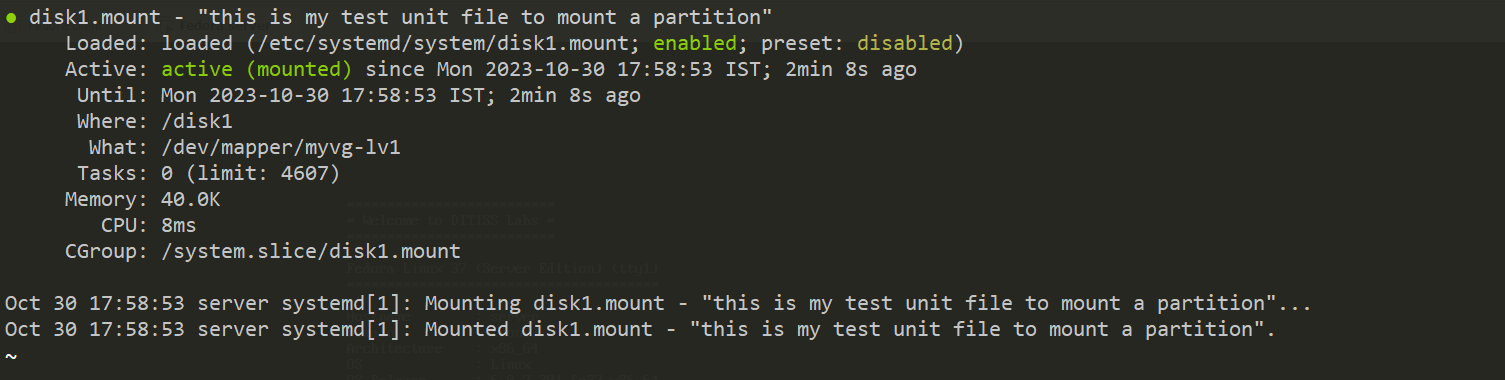 ● disk1.mount - "this is my test unit file to mount a partition"
Loaded: loaded (/etc/systemd/system/disk1.mount; enabled; preset: disabled)
Active: active (mounted) since Mon 2023-10-30 17:58:53 IST; 2min 8s ago
Until: Mon 2023-10-30 17:58:53 IST; 2min 8s ago
Where: /disk1
What: /dev/mapper/myvg-lv1
Tasks: 0 (limit: 4607)
Memory: 40.0K
CPU: 8ms
CGroup: /system.slice/disk1.mount
Oct 30 17:58:53 server systemd[1]: Mounting disk1.mount - "this is my test unit file to mount a partition"...
Oct 30 17:58:53 server systemd[1]: Mounted disk1.mount - "this is my test unit file to mount a partition".
~